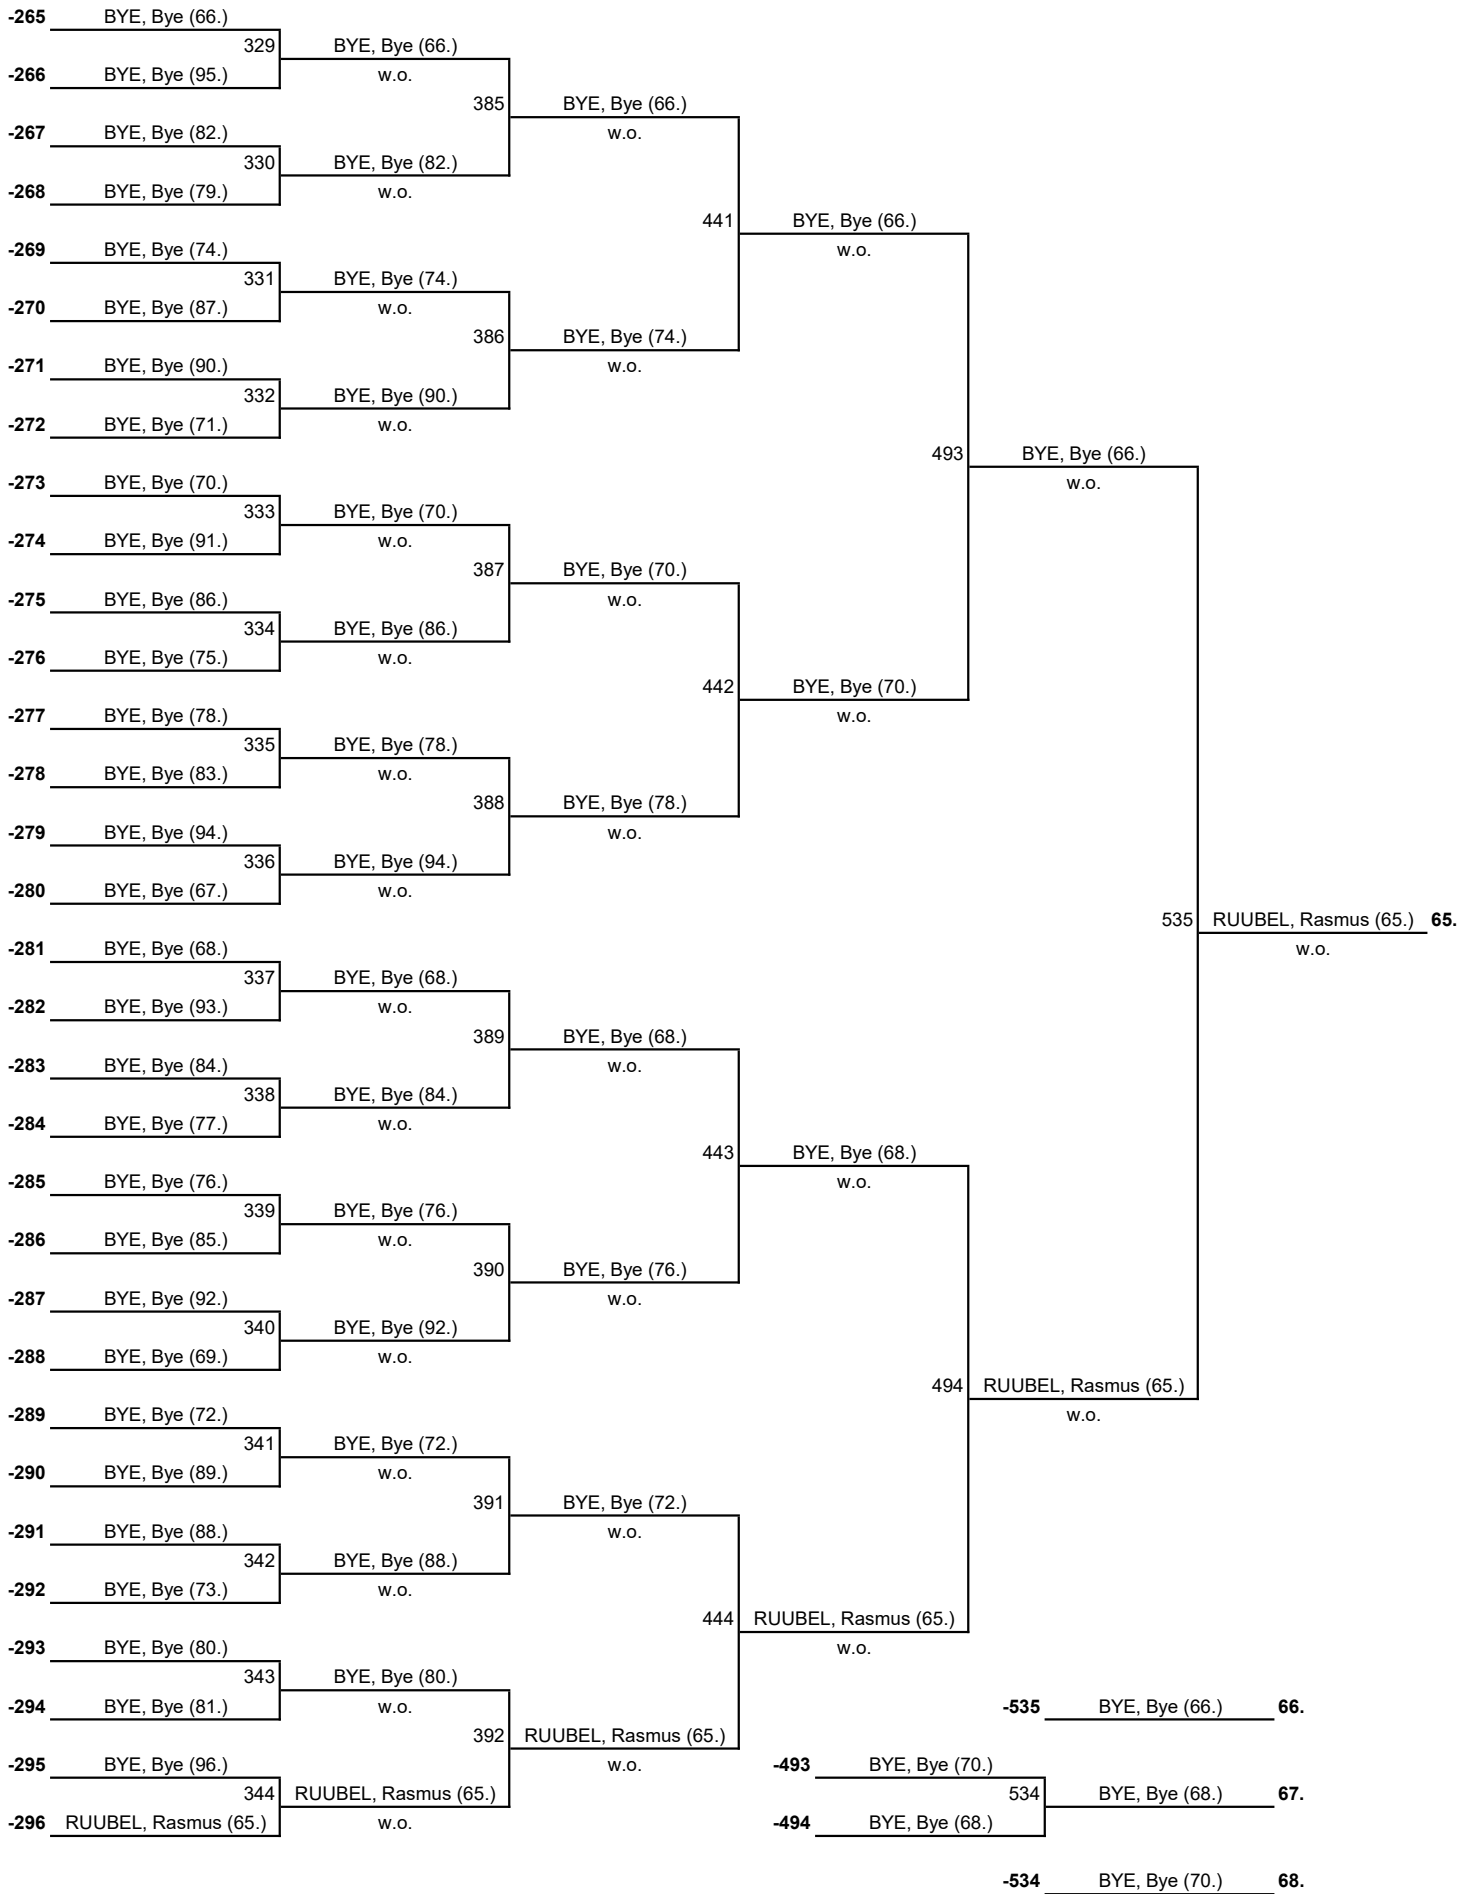 -265 BYE, Bye (66.)
329 BYE, Bye (66.)
-266 BYE, Bye (95.) w.o.
385 BYE, Bye (66.)
-267 BYE, Bye (82.) w.o.
330 BYE, Bye (82.)
-268 BYE, Bye (79.) w.o.
441 BYE, Bye (66.)
-269 BYE, Bye (74.) w.o.
331 BYE, Bye (74.)
-270 BYE, Bye (87.) w.o.
386 BYE, Bye (74.)
-271 BYE, Bye (90.) w.o.
332 BYE, Bye (90.)
-272 BYE, Bye (71.) w.o.
493 BYE, Bye (66.)
-273 BYE, Bye (70.) w.o.
333 BYE, Bye (70.)
-274 BYE, Bye (91.) w.o.
387 BYE, Bye (70.)
-275 BYE, Bye (86.) w.o.
334 BYE, Bye (86.)
-276 BYE, Bye (75.) w.o.
442 BYE, Bye (70.)
-277 BYE, Bye (78.) w.o.
335 BYE, Bye (78.)
-278 BYE, Bye (83.) w.o.
388 BYE, Bye (78.)
-279 BYE, Bye (94.) w.o.
336 BYE, Bye (94.)
-280 BYE, Bye (67.) w.o.
535 RUUBEL, Rasmus (65.) 65.
-281 BYE, Bye (68.) w.o.
337 BYE, Bye (68.)
-282 BYE, Bye (93.) w.o.
389 BYE, Bye (68.)
-283 BYE, Bye (84.) w.o.
338 BYE, Bye (84.)
-284 BYE, Bye (77.) w.o.
443 BYE, Bye (68.)
-285 BYE, Bye (76.) w.o.
339 BYE, Bye (76.)
-286 BYE, Bye (85.) w.o.
390 BYE, Bye (76.)
-287 BYE, Bye (92.) w.o.
340 BYE, Bye (92.)
-288 BYE, Bye (69.) w.o.
494 RUUBEL, Rasmus (65.)
-289 BYE, Bye (72.) w.o.
341 BYE, Bye (72.)
-290 BYE, Bye (89.) w.o.
391 BYE, Bye (72.)
-291 BYE, Bye (88.) w.o.
342 BYE, Bye (88.)
-292 BYE, Bye (73.) w.o.
444 RUUBEL, Rasmus (65.)
-293 BYE, Bye (80.) w.o.
343 BYE, Bye (80.)
-294 BYE, Bye (81.) w.o. -535 BYE, Bye (66.) 66.
392 RUUBEL, Rasmus (65.)
-295 BYE, Bye (96.) w.o. -493 BYE, Bye (70.)
344 RUUBEL, Rasmus (65.) 534 BYE, Bye (68.) 67.
-296 RUUBEL, Rasmus (65.) w.o. -494 BYE, Bye (68.)
-534 BYE, Bye (70.) 68.